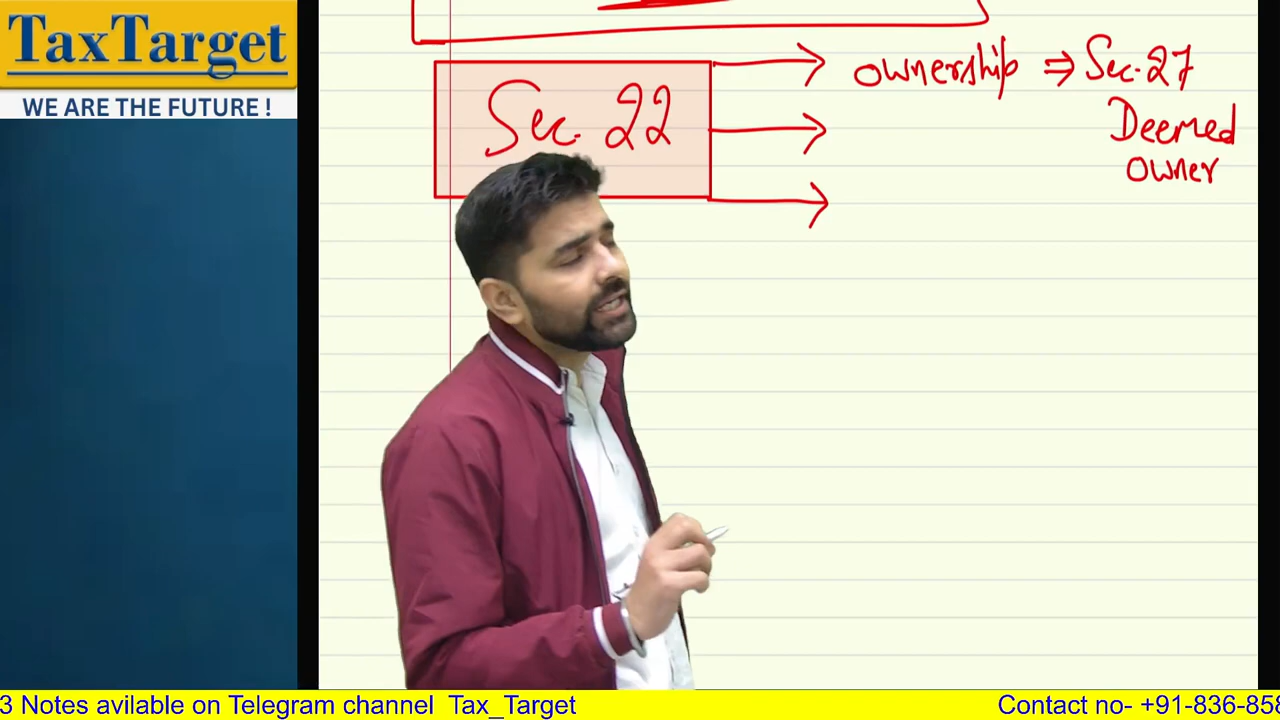 TaxTarget
WE ARE THE FUTURE !
Sec. 22
ownership ⇒ Sec. 27
Deemed
owner
3 Notes avilable on Telegram channel Tax_Target
Contact no- +91-836-858